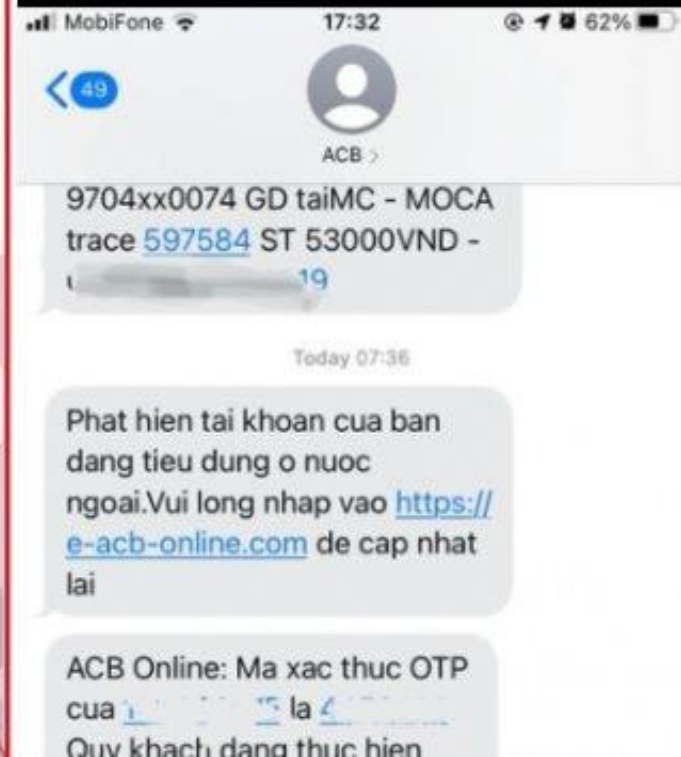 MobiFone 17:32 62%
49
ACB
9704xx0074 GD taiMC - MOCA
trace 597584 ST 53000VND -
19
Today 07:36
Phat hien tai khoan cua ban
dang tieu dung o nuoc
ngoai.Vui long nhap vao https://
e-acb-online.com de cap nhat
lai
ACB Online: Ma xac thuc OTP
cua la
Quy khach dang thuc hien